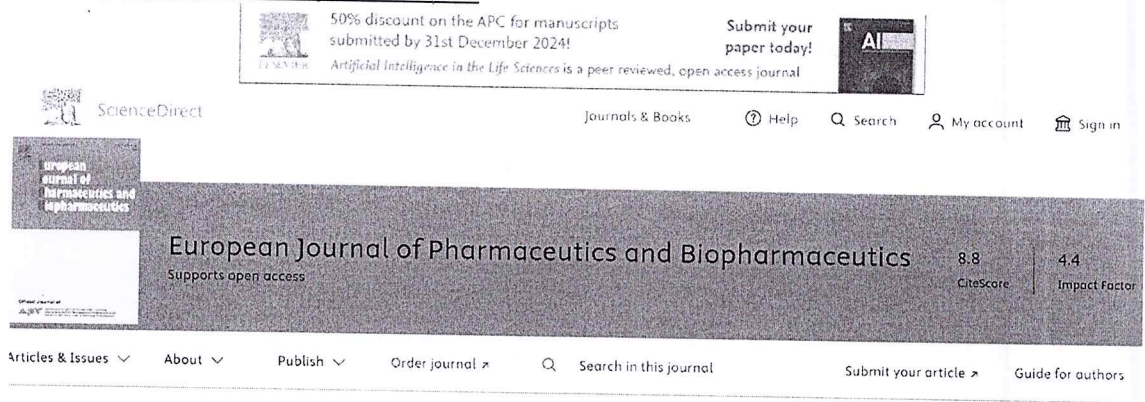 50% discount on the APC for manuscripts
submitted by 31st December 2024!
Artificial Intelligence in the Life Sciences is a peer reviewed, open access journal
Submit your
paper today!
ELSEVIER
AI
ScienceDirect
Journals & Books
Help
Search
My account
Sign in
European Journal of Pharmaceutics and Biopharmaceutics
Supports open access
8.8
CiteScore
4.4
Impact Factor
Articles & Issues
About
Publish
Order journal
Search in this journal
Submit your article
Guide for authors